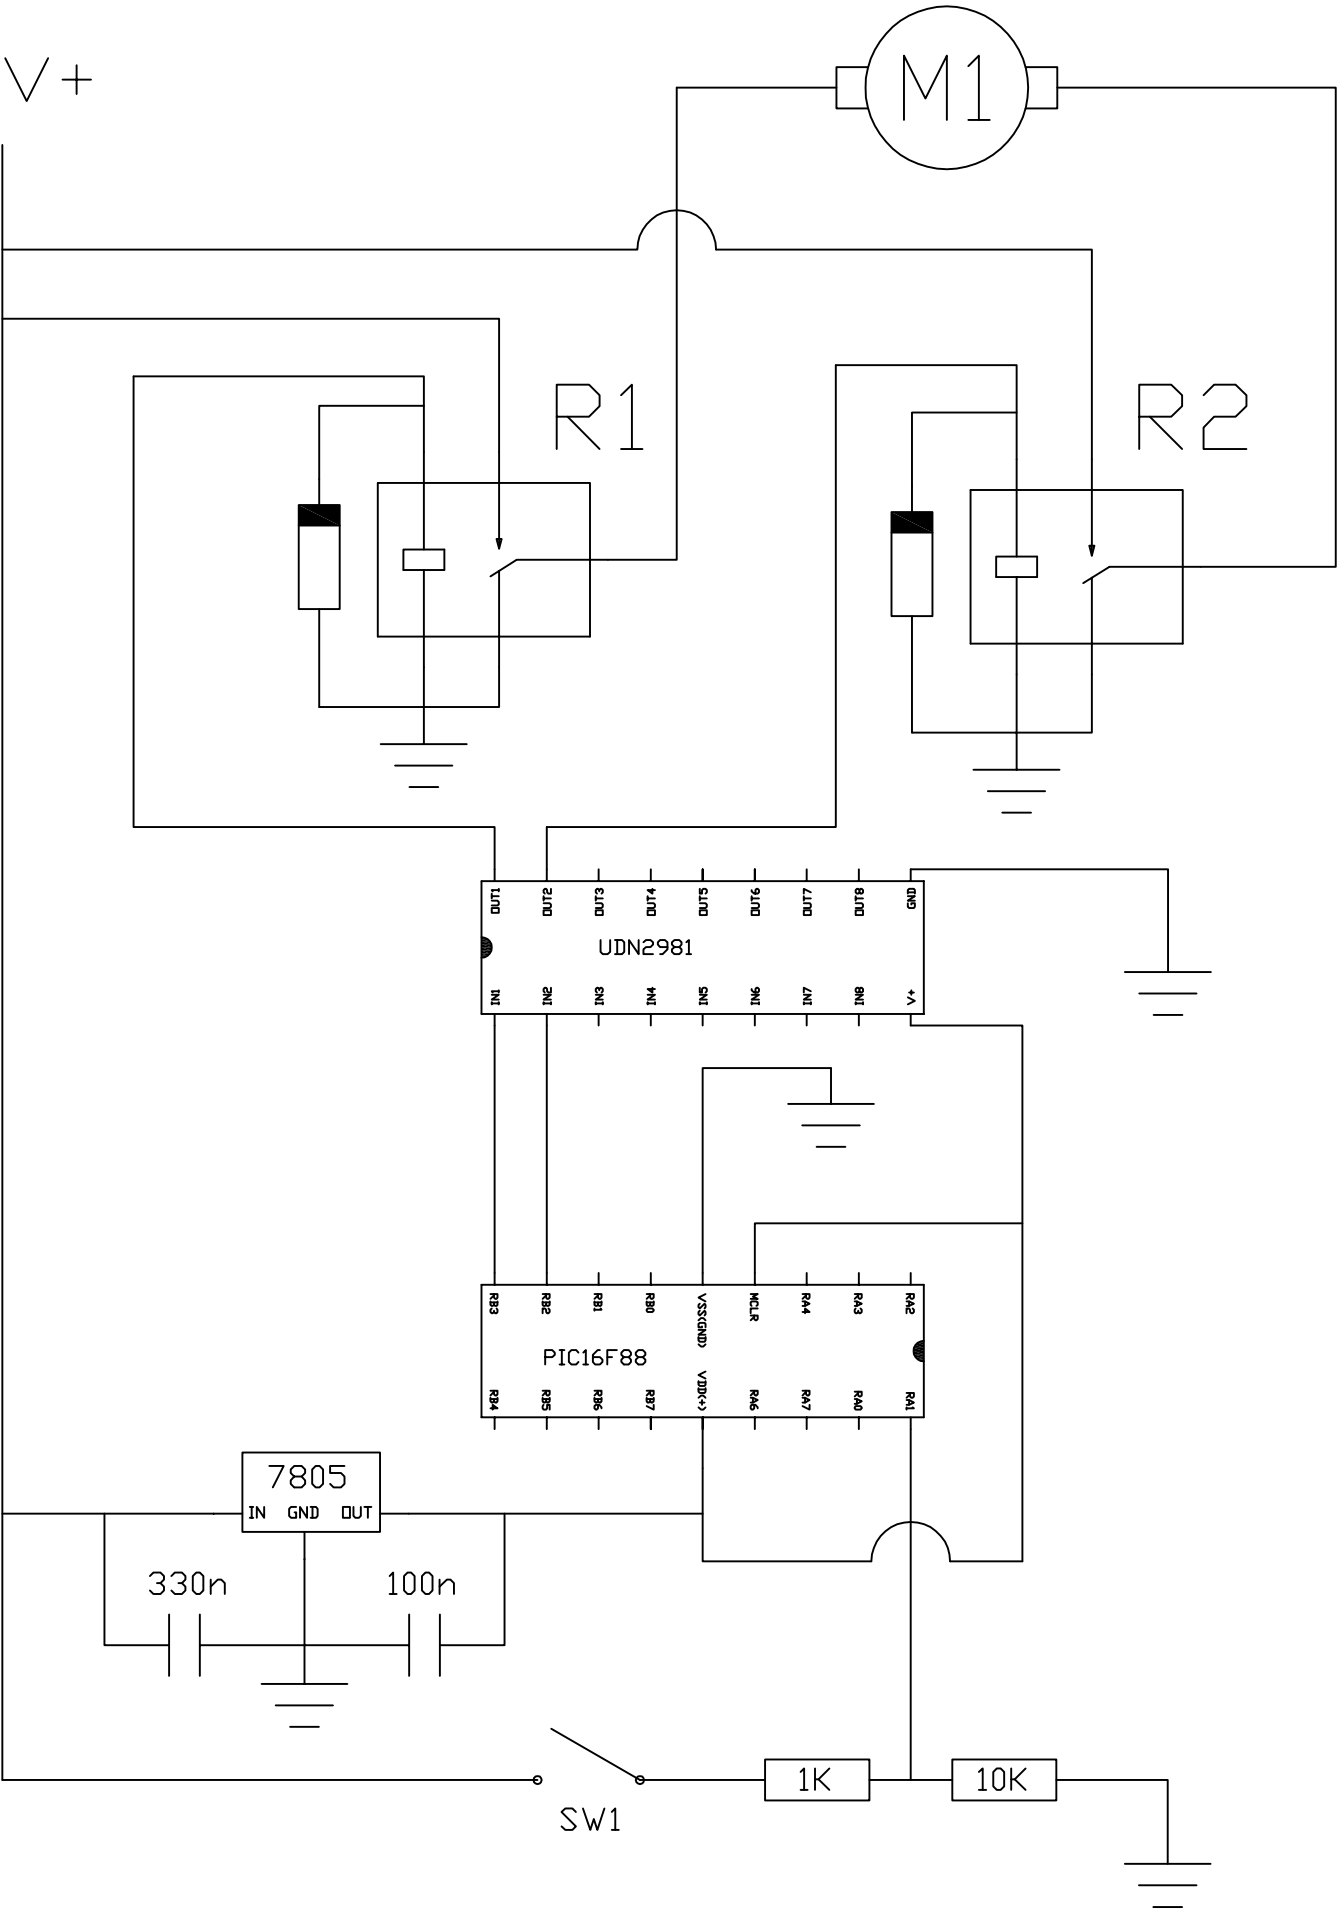 V+
M1
R1
R2
OUT1 OUT2 OUT3 OUT4 OUT5 OUT6 OUT7 OUT8 GND
UDN2981
IN1 IN2 IN3 IN4 IN5 IN6 IN7 IN8 V+
RB3 RB2 RB1 RB0 VSS(GND) MCLR RA4 RA3 RA2
PIC16F88
RB4 RB5 RB6 RB7 VDD(+) RA6 RA7 RA0 RA1
7805
IN GND OUT
330n
100n
1K
10K
SW1